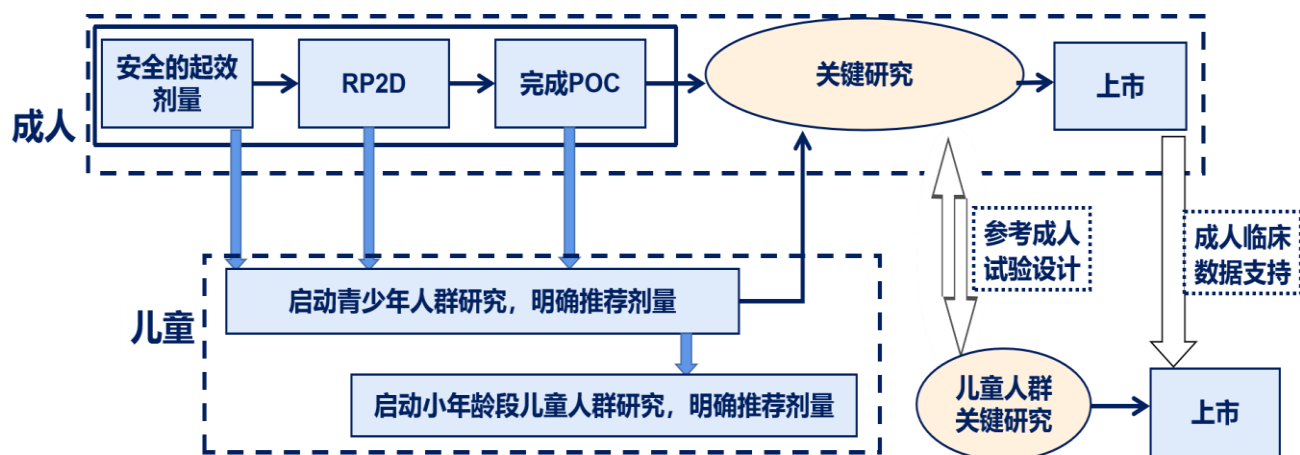 安全的起效
剂量
RP2D
完成POC
关键研究
上市
成人
参考成人
试验设计
成人临床
数据支持
启动青少年人群研究，明确推荐剂量
儿童
启动小年龄段儿童人群研究，明确推荐剂量
儿童人群
关键研究
上市